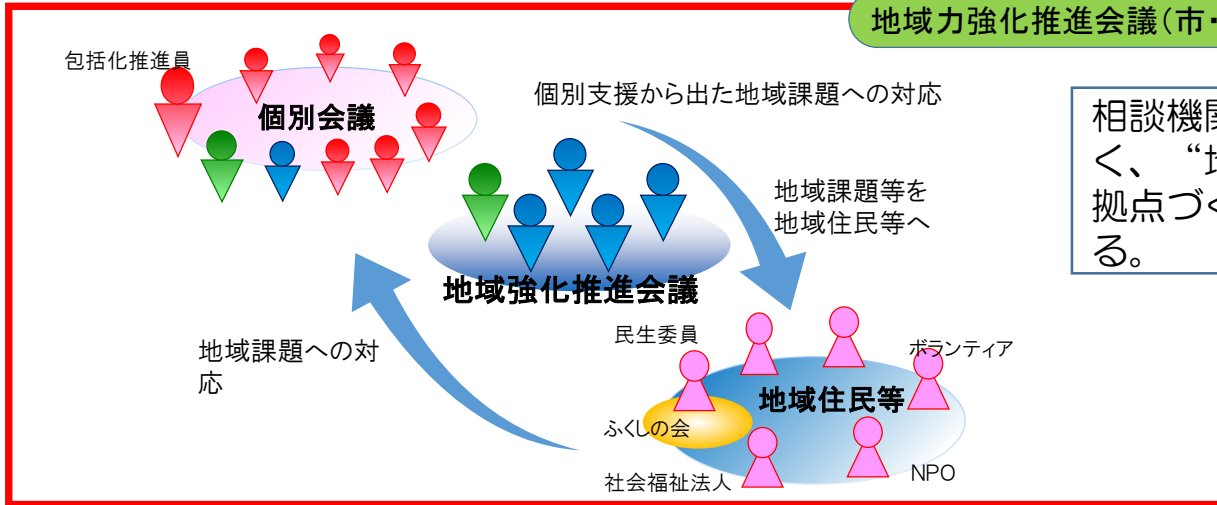 地域力強化推進会議(市・
包括化推進員
個別会議
個別支援から出た地域課題への対応
相談機関
く、“
拠点づ
る。
地域課題等を
地域住民等へ
地域強化推進会議
地域課題への対
応
民生委員
ボランティア
地域住民等
ふくしの会
社会福祉法人
NPO